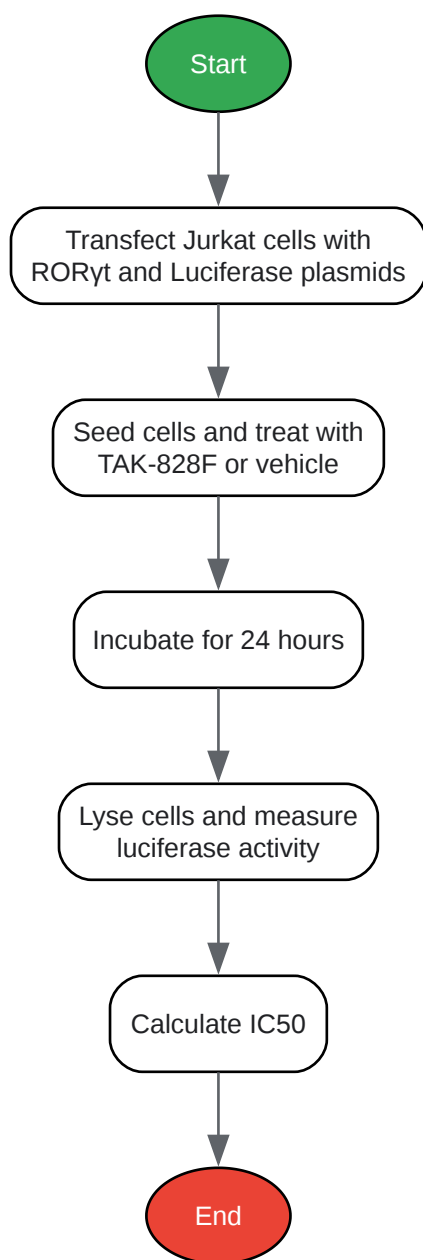 Start
Transfect Jurkat cells with
RORγt and Luciferase plasmids
Seed cells and treat with
TAK-828F or vehicle
Incubate for 24 hours
Lyse cells and measure
luciferase activity
Calculate IC50
End